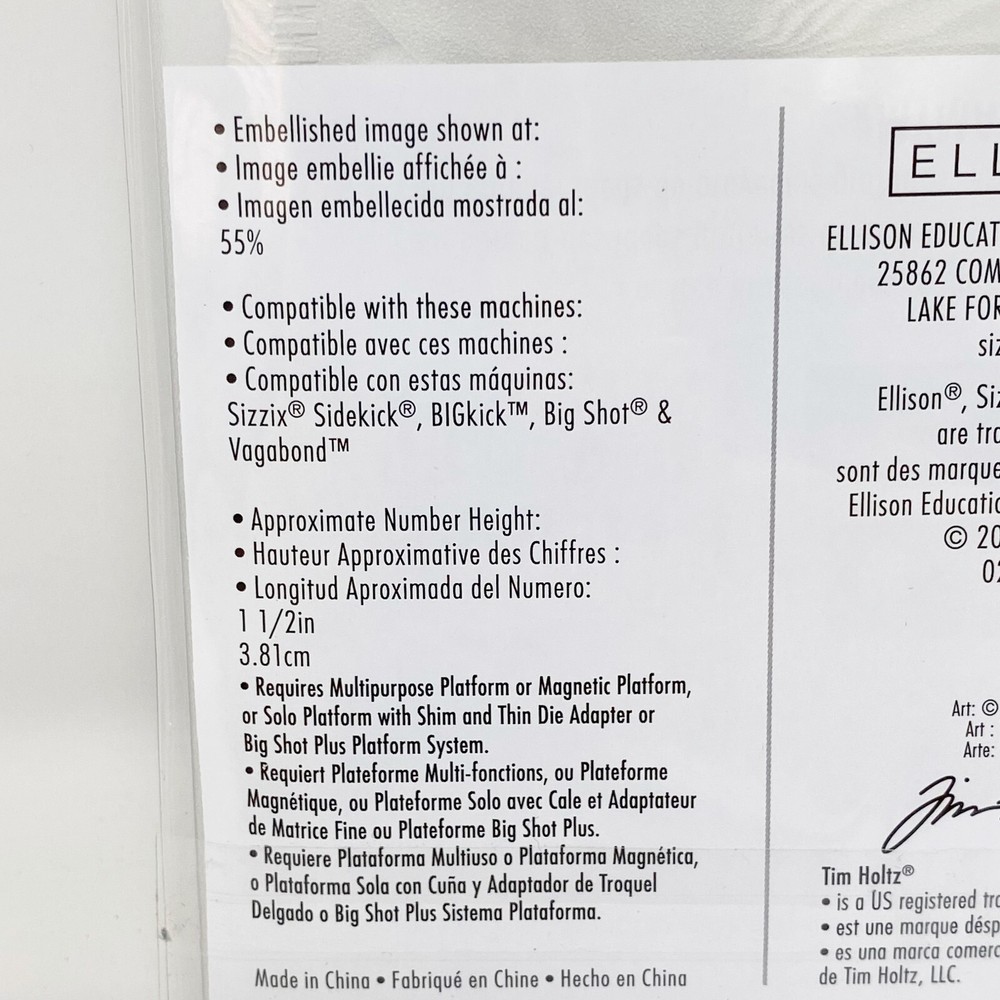 • Embellished image shown at:
• Image embellie affichée à :
• Imagen embellecida mostrada al:
55%
• Compatible with these machines:
• Compatible avec ces machines :
• Compatible con estas máquinas:
Sizzix® Sidekick®, BIGkick™, Big Shot® &
Vagabond™
• Approximate Number Height:
• Hauteur Approximative des Chiffres :
• Longitud Aproximada del Numero:
1 1/2in
3.81cm
• Requires Multipurpose Platform or Magnetic Platform,
or Solo Platform with Shim and Thin Die Adapter or
Big Shot Plus Platform System.
• Requiert Plateforme Multi-fonctions, ou Plateforme
Magnétique, ou Plateforme Solo avec Cale et Adaptateur
de Matrice Fine ou Plateforme Big Shot Plus.
• Requiere Plataforma Multiuso o Plataforma Magnética,
o Plataforma Sola con Cuña y Adaptador de Troquel
Delgado o Big Shot Plus Sistema Plataforma.
Made in China • Fabriqué en Chine • Hecho en China
ELL
ELLISON EDUCAT
25862 COM
LAKE FOR
siz
Ellison®, Siz
are tra
sont des marque
Ellison Educatio
© 20
02
Art: ©
Art :
Arte:
Tim
Tim Holtz®
• is a US registered tra
• est une marque désp
• es una marca comerc
de Tim Holtz, LLC.